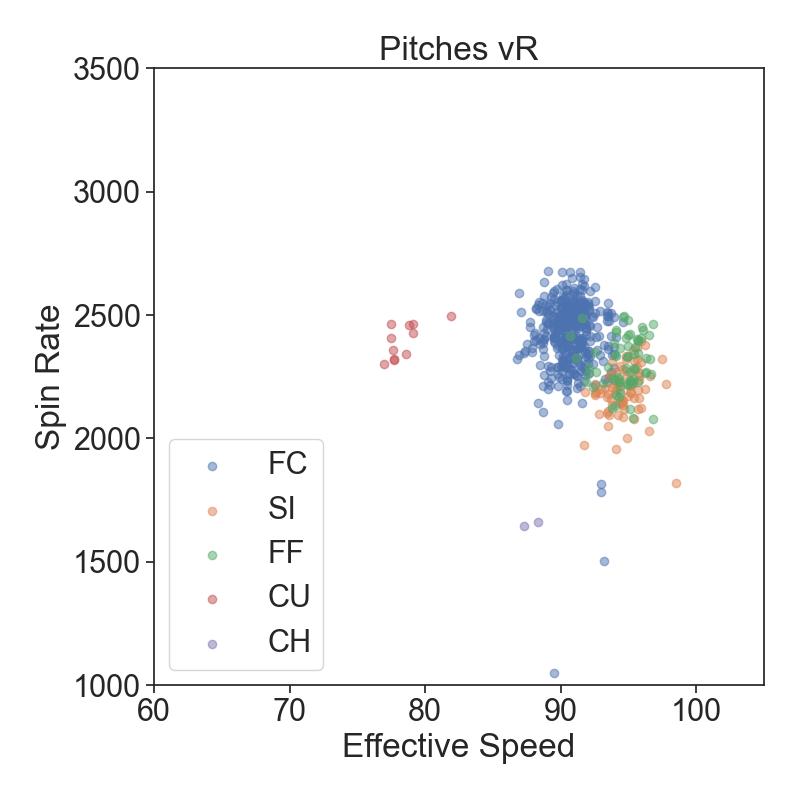 Pitches vR
3500
3000
2500
2000
1500
1000
Spin Rate
FC
SI
FF
CU
CH
60 70 80 90 100
Effective Speed